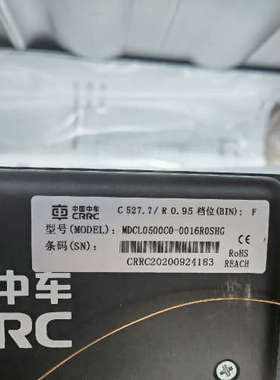 中国中车
CRRC
C 527.7/ R 0.95 档位(BIN): F
型号(MODEL): MDCL0500C0-0016R0SHG
条码(SN):
CRRC20200924183
RoHS
REACH
中车
RRC